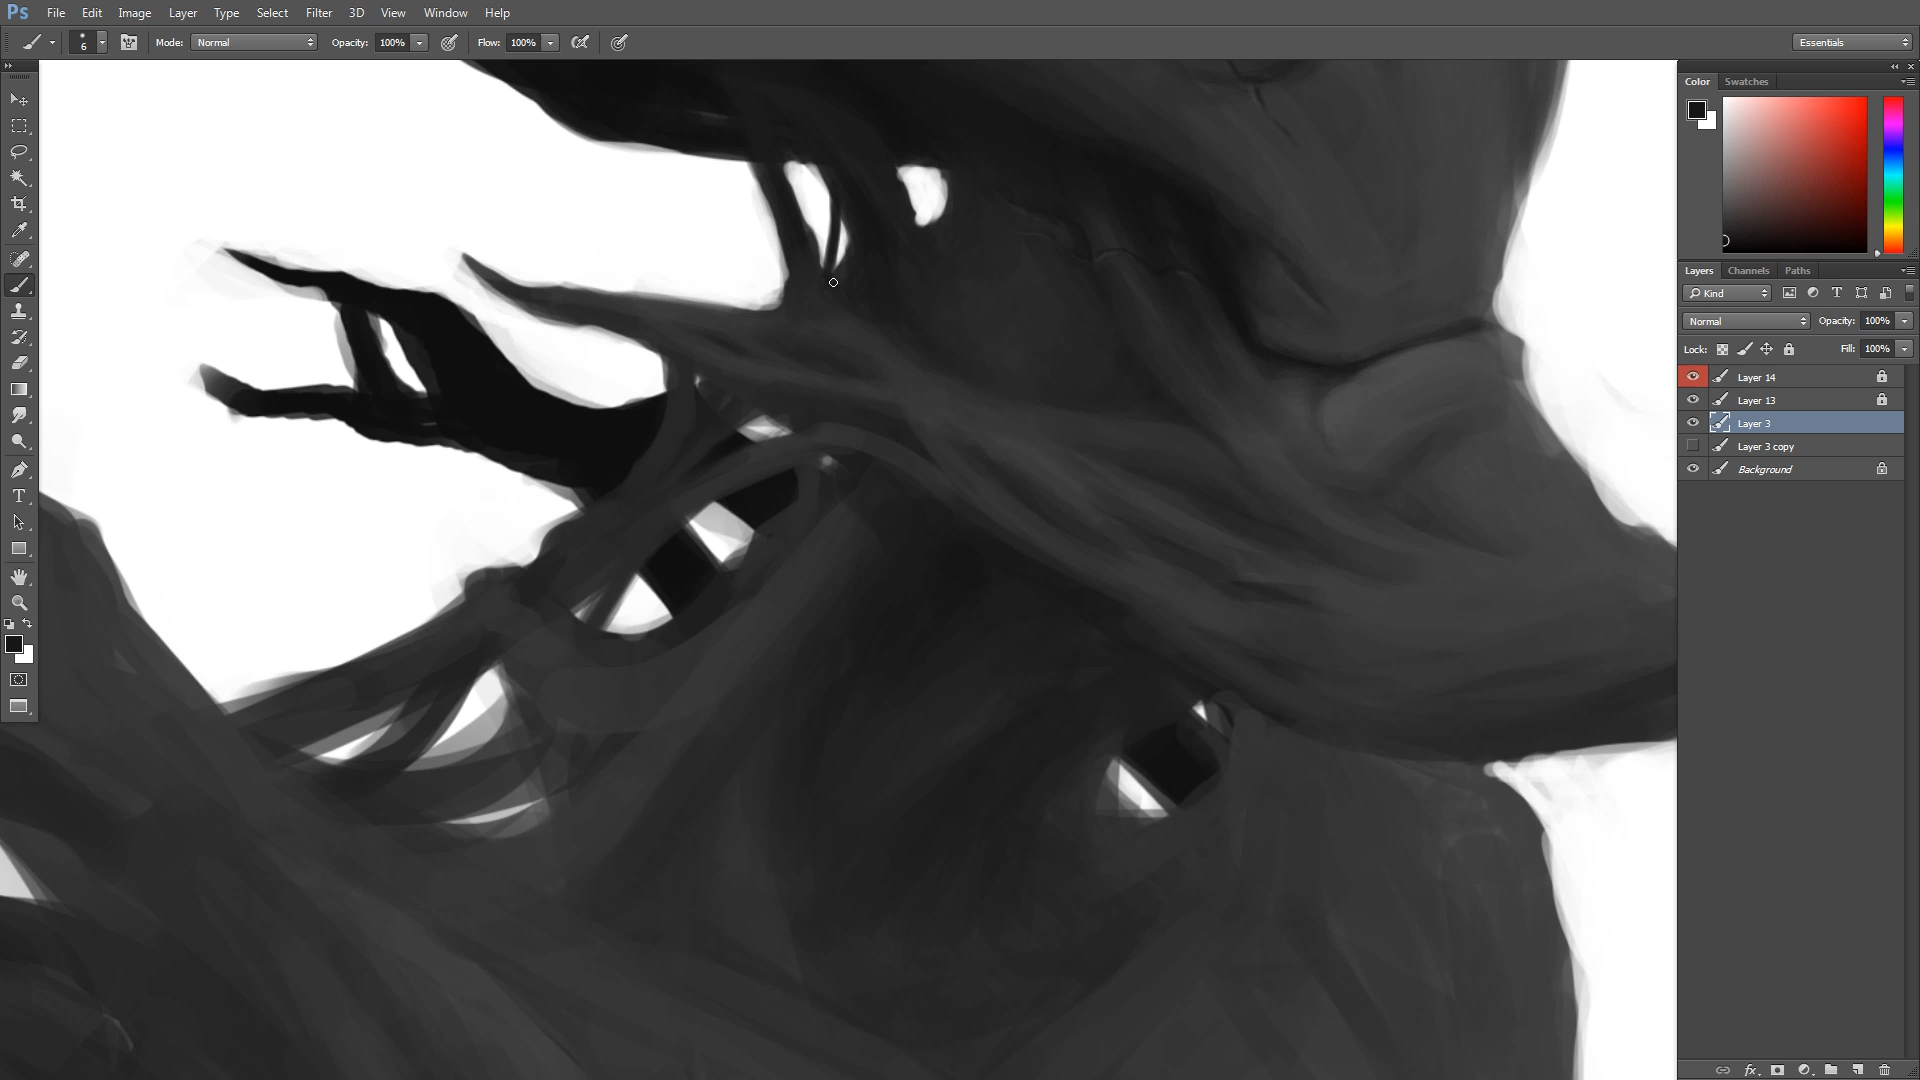 Ps File Edit Image Layer Type Select Filter 3D View Window Help
6 Mode: Normal Opacity: 100% Flow: 100% Essentials
Color Swatches
Layers Channels Paths
Kind T
Normal Opacity: 100%
Lock: Fill: 100%
Layer 14
Layer 13
Layer 3
Layer 3 copy
Background
T
fx